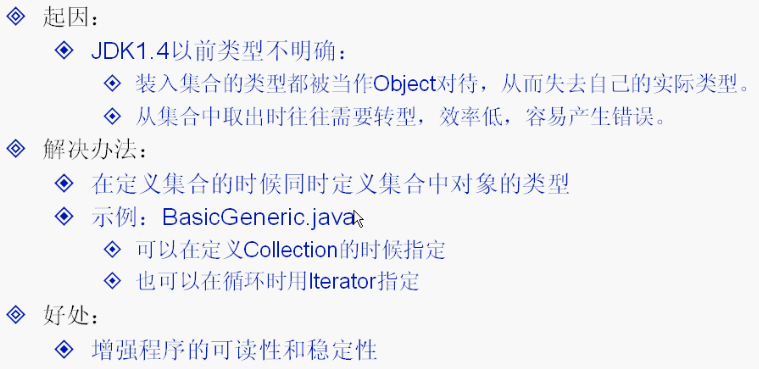 起因：
JDK1.4以前类型不明确：
装入集合的类型都被当作Object对待，从而失去自己的实际类型。
从集合中取出时往往需要转型，效率低，容易产生错误。
解决办法：
在定义集合的时候同时定义集合中对象的类型
示例：BasicGeneric.java
可以在定义Collection的时候指定
也可以在循环时用Iterator指定
好处：
增强程序的可读性和稳定性